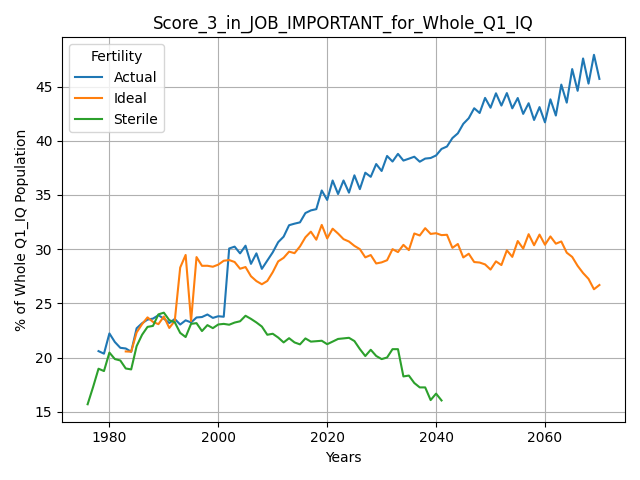 Score_3_in_JOB_IMPORTANT_for_Whole_Q1_IQ
Fertility
Actual
Ideal
Sterile
% of Whole Q1_IQ Population
45
40
35
30
25
20
15
1980 2000 2020 2040 2060
Years